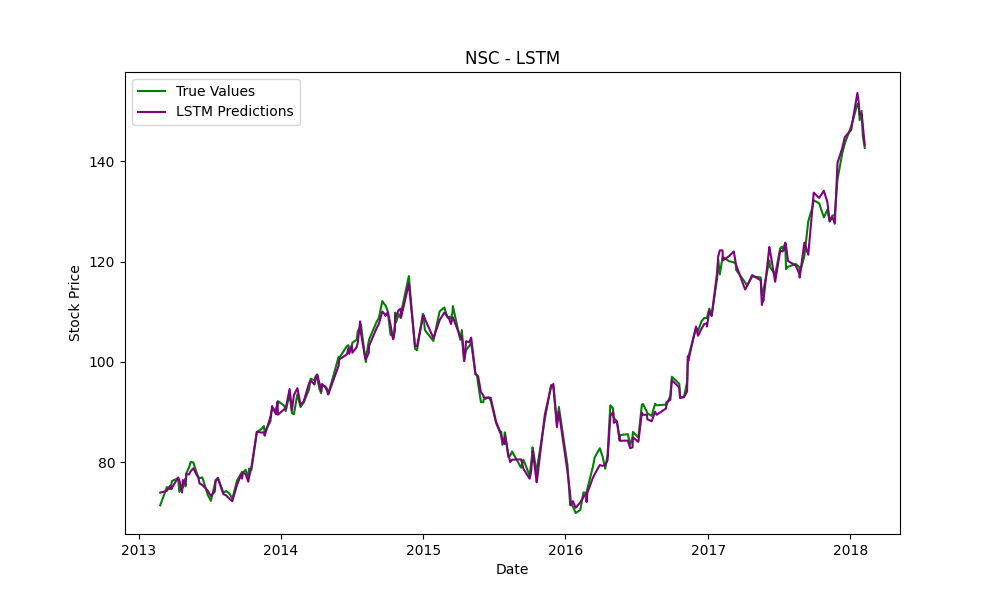 NSC - LSTM
True Values
LSTM Predictions
Stock Price
140
120
100
80
2013 2014 2015 2016 2017 2018
Date